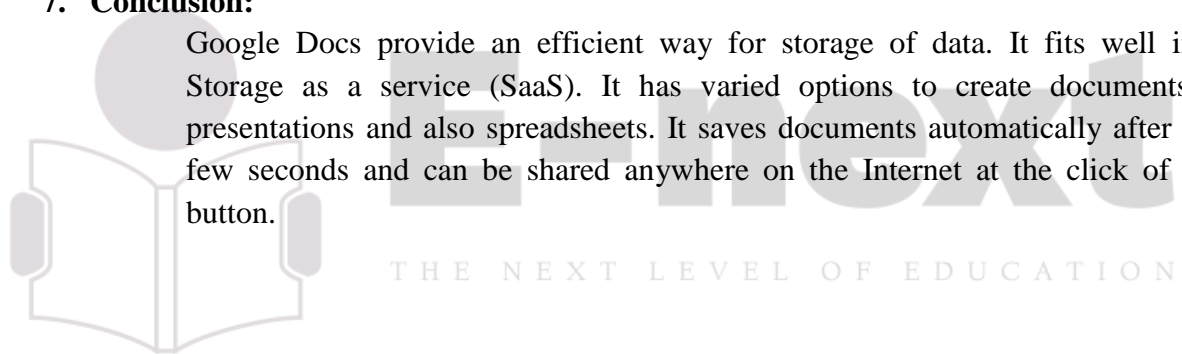 7. Conclusion:
Google Docs provide an efficient way for storage of data. It fits well i
Storage as a service (SaaS). It has varied options to create documents
presentations and also spreadsheets. It saves documents automatically after
few seconds and can be shared anywhere on the Internet at the click of
button.
E-next
THE NEXT LEVEL OF EDUCATION